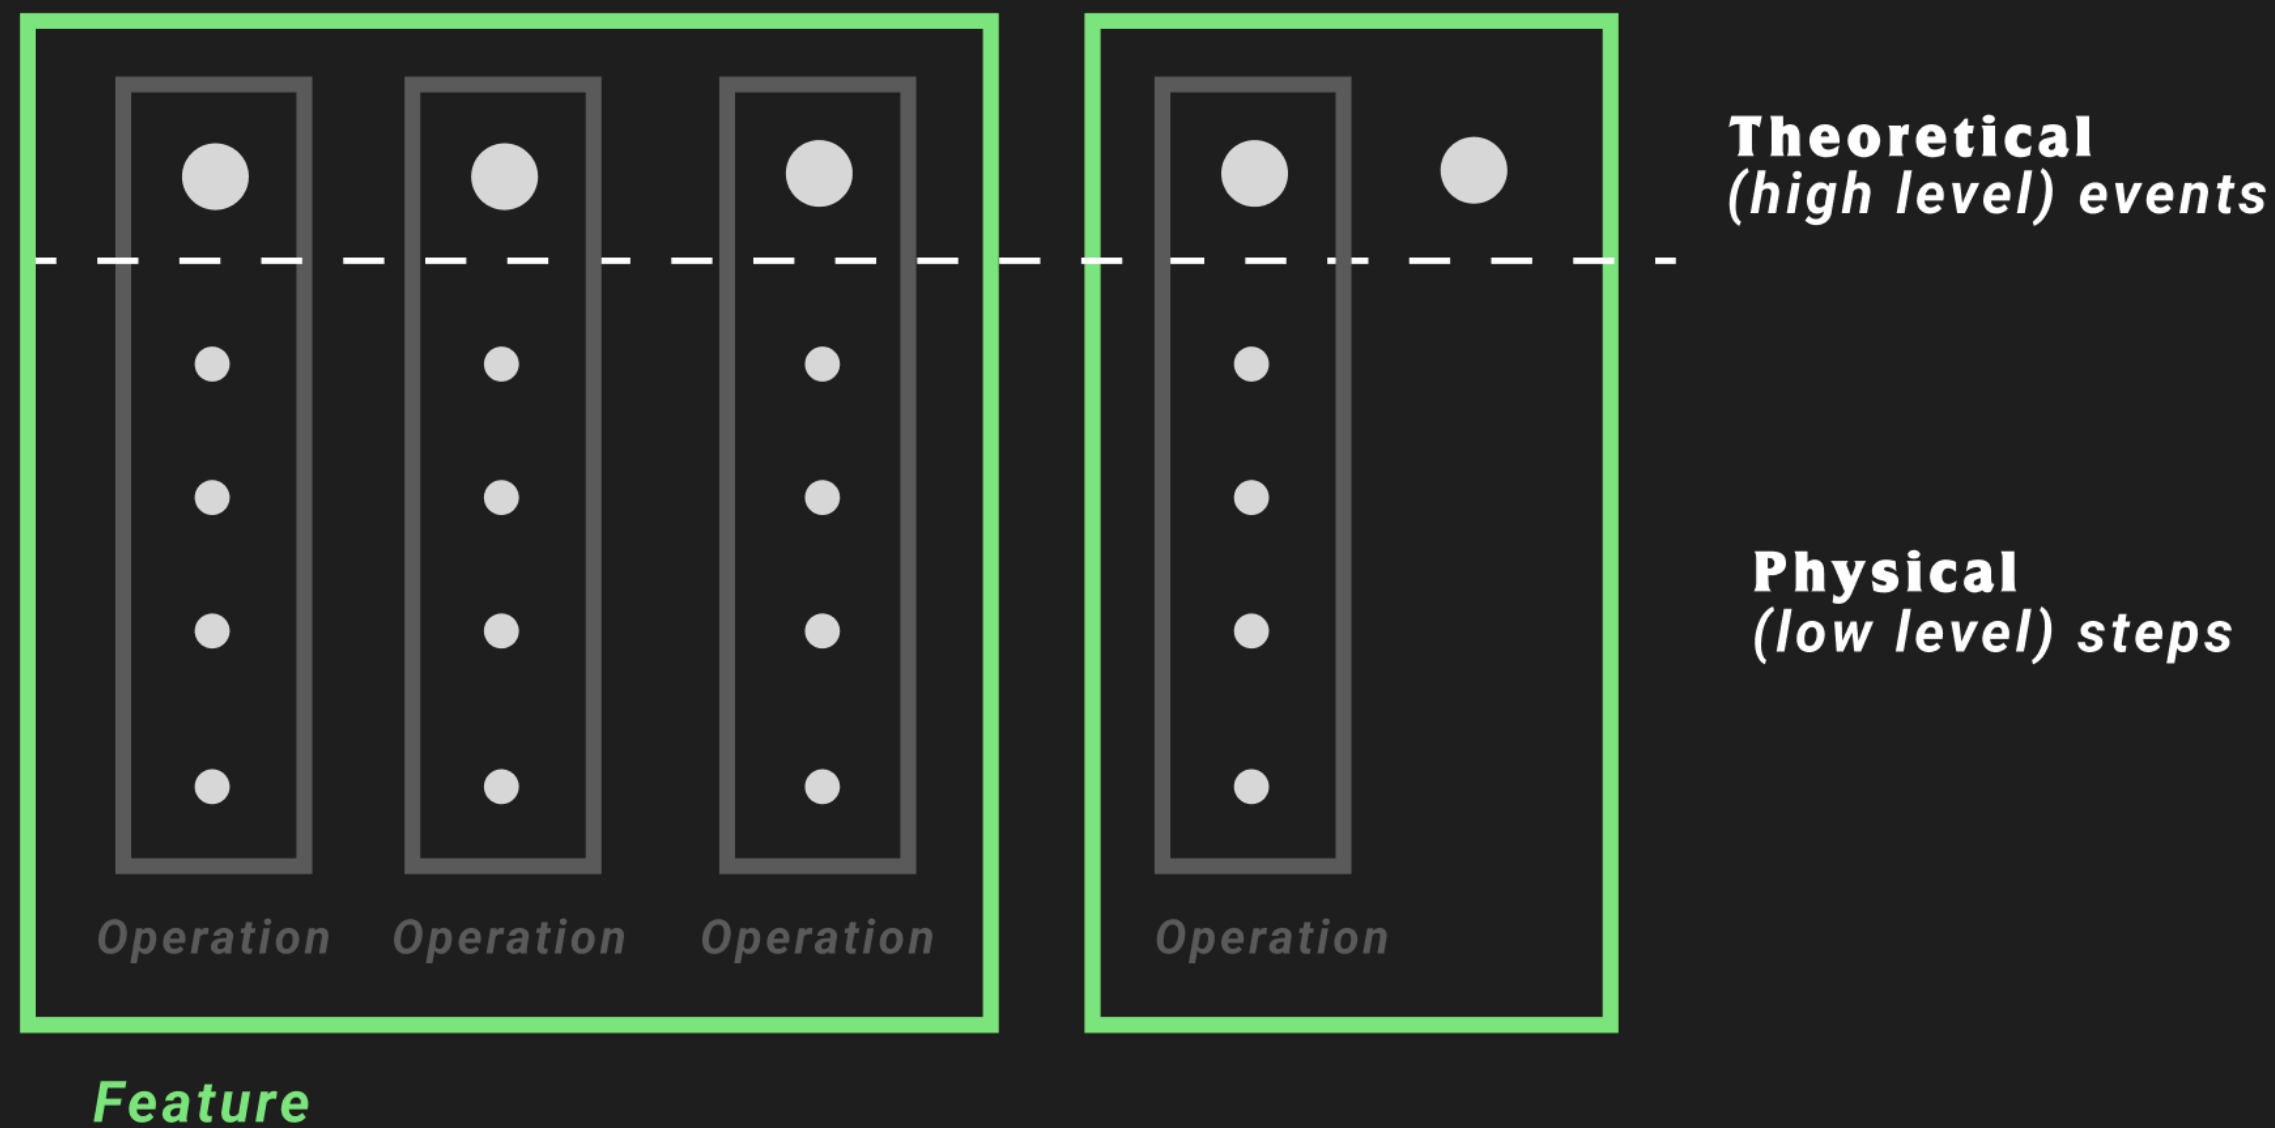 Theoretical
(high level) events
Physical
(low level) steps
Operation
Operation
Operation
Operation
Feature